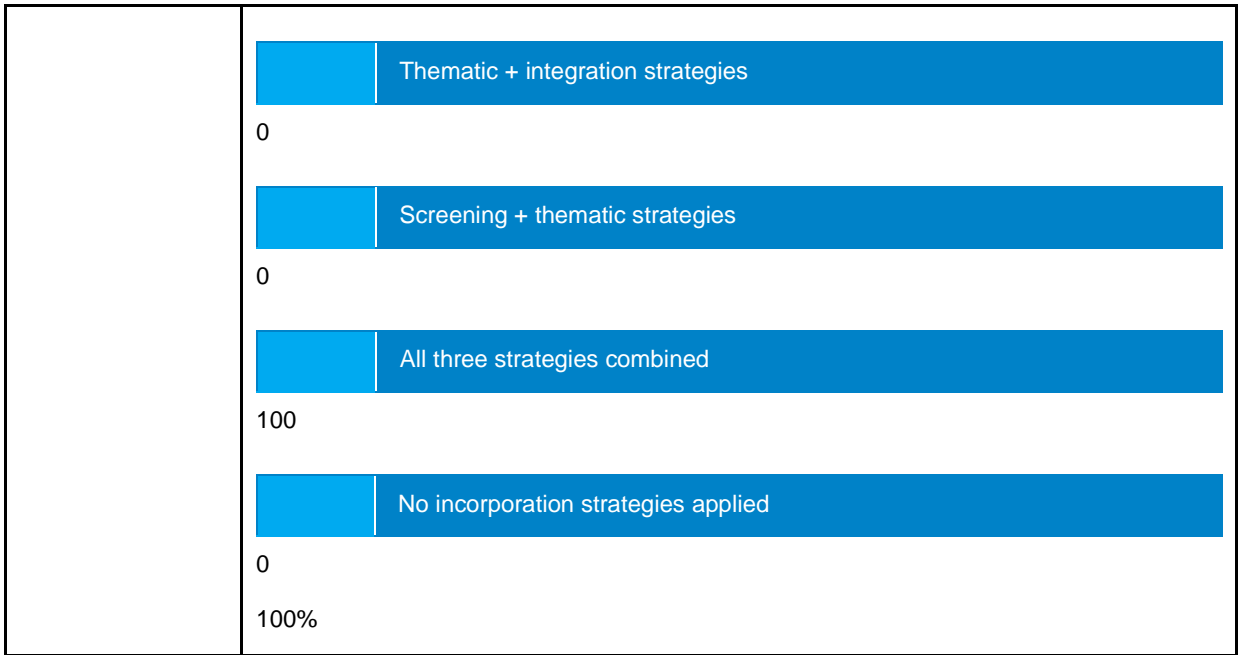 Thematic + integration strategies
0
Screening + thematic strategies
0
All three strategies combined
100
No incorporation strategies applied
0
100%